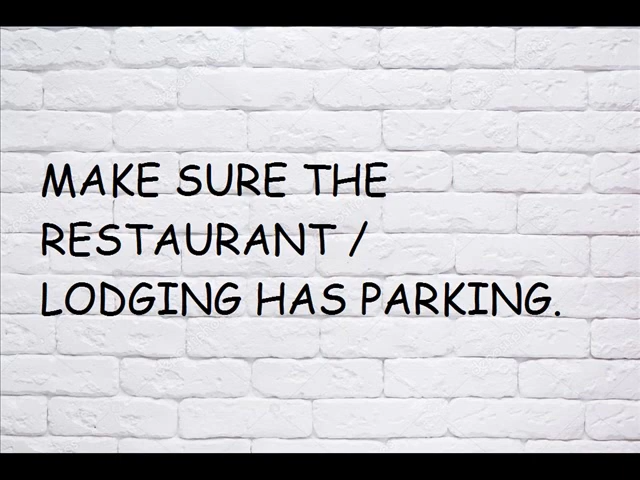 MAKE SURE THE
RESTAURANT /
LODGING HAS PARKING.